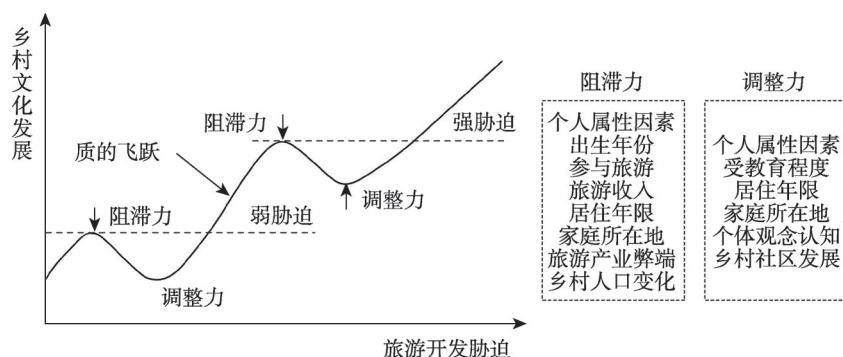 乡村文化发展
阻滞力
质的飞跃
强胁迫
阻滞力
弱胁迫
调整力
调整力
旅游开发胁迫
阻滞力
个人属性因素
出生年份
参与旅游
旅游收入
居住年限
家庭所在地
旅游产业弊端
乡村人口变化
调整力
个人属性因素
受教育程度
居住年限
家庭所在地
个体观念认知
乡村社区发展